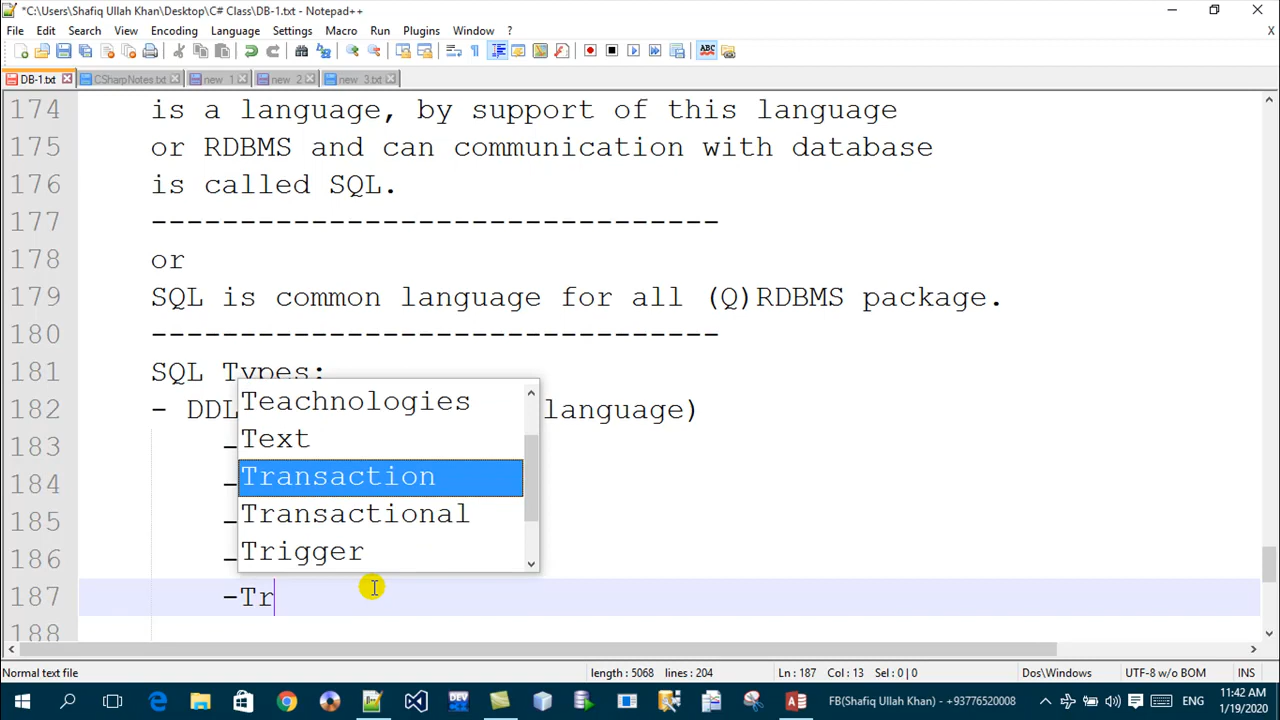 *C:\Users\Shafiq Ullah Khan\Desktop\C# Class\DB-1.txt - Notepad++
File Edit Search View Encoding Language Settings Macro Run Plugins Window ? X
DB-1.txt CSharpNotes.txt new 1 new 2 new 3.txt
174 is a language, by support of this language
175 or RDBMS and can communication with database
176 is called SQL.
177 --------------------------------
178 or
179 SQL is common language for all (Q)RDBMS package.
180 --------------------------------
181 SQL Types:
182 - DDL language)
Teachnologies
183 -
Text
184 -
Transaction
185 -
Transactional
186 -
Trigger
187 -Tr
188
Normal text file length : 5068 lines : 204 Ln : 187 Col : 13 Sel : 0 | 0 Dos\Windows UTF-8 w/o BOM INS
FB(Shafiq Ullah Khan) - +93776520008 ENG 11:42 AM
1/19/2020